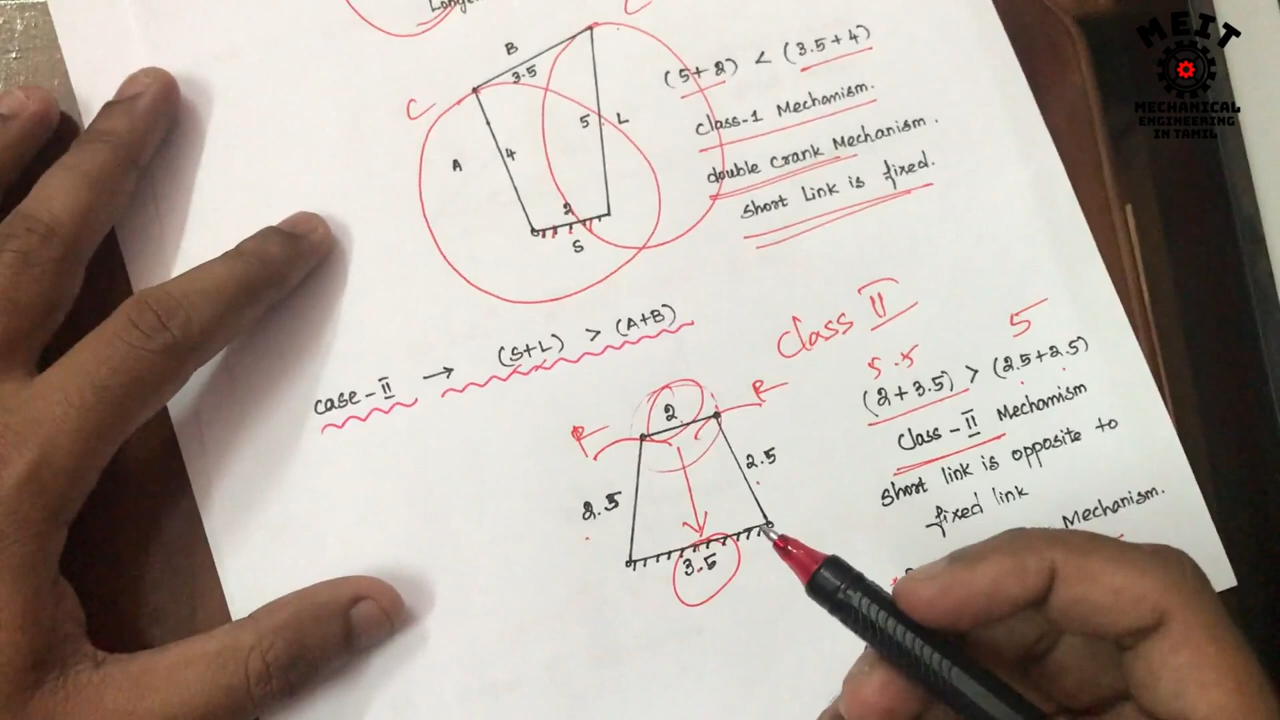 Longe
B
3.5
C
C
A
4
5
L
2
S
(5+2) < (3.5+4)
class-1 Mechanism.
double crank Mechanism.
short link is fixed.
MEIT
MECHANICAL
ENGINEERING
IN TAMIL
case-II → (S+L) > (A+B)
Class II
5.5
5
(2+3.5) > (2.5+2.5)
Class-II Mechamism
short link is opposite to
fixed link
Mechanism.
2
R
R
2.5
2.5
3.5